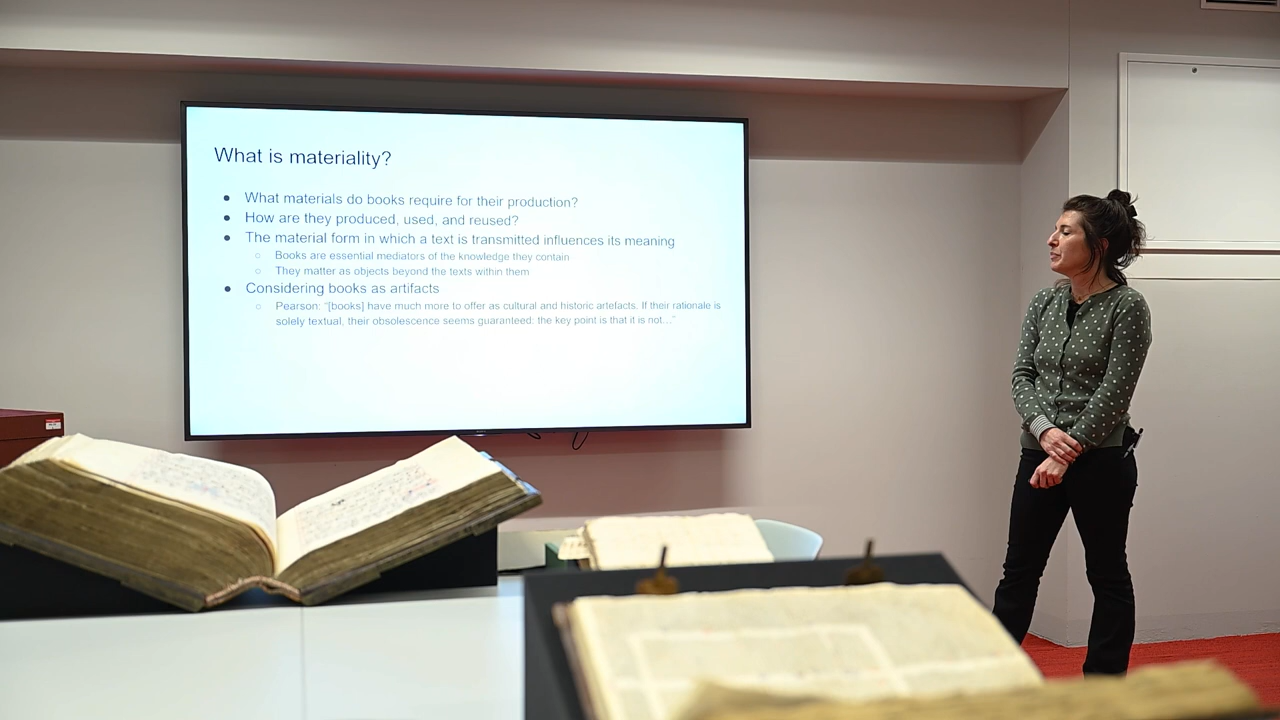 What is materiality?
● What materials do books require for their production?
● How are they produced, used, and reused?
● The material form in which a text is transmitted influences its meaning
○ Books are essential mediators of the knowledge they contain
○ They matter as objects beyond the texts within them
● Considering books as artifacts
○ Pearson: “[books] have much more to offer as cultural and historic artefacts. If their rationale is
solely textual, their obsolescence seems guaranteed: the key point is that it is not…”